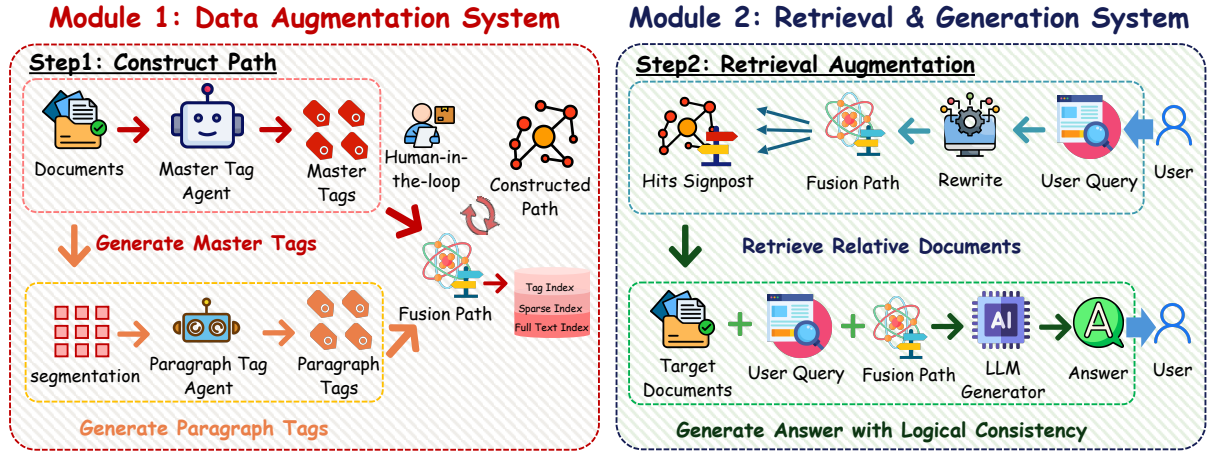 Module 1: Data Augmentation System
Step1: Construct Path
Documents
Master Tag
Agent
Master
Tags
Human-in-
the-loop
Constructed
Path
Generate Master Tags
Fusion Path
Tag Index
Sparse Index
Full Text Index
segmentation
Paragraph Tag
Agent
Paragraph
Tags
Generate Paragraph Tags
Module 2: Retrieval & Generation System
Step2: Retrieval Augmentation
Hits Signpost
Fusion Path
Rewrite
User Query
User
Retrieve Relative Documents
Target
Documents
User Query
Fusion Path
AI
LLM
Generator
A
Answer
User
Generate Answer with Logical Consistency